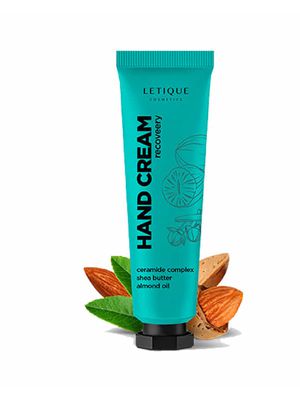 LETIQUE
COSMETICS
HAND CREAM
recoveery
ceramide complex
shea butter
almond oil